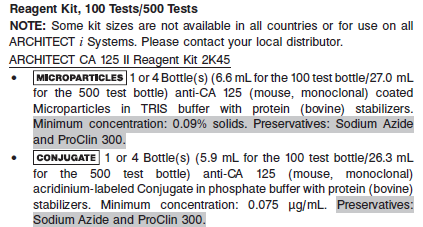 Reagent Kit, 100 Tests/500 Tests
NOTE: Some kit sizes are not available in all countries or for use on all
ARCHITECT i Systems. Please contact your local distributor.
ARCHITECT CA 125 II Reagent Kit 2K45
• MICROPARTICLES 1 or 4 Bottle(s) (6.6 mL for the 100 test bottle/27.0 mL
for the 500 test bottle) anti-CA 125 (mouse, monoclonal) coated
Microparticles in TRIS buffer with protein (bovine) stabilizers.
Minimum concentration: 0.09% solids. Preservatives: Sodium Azide
and ProClin 300.
• CONJUGATE 1 or 4 Bottle(s) (5.9 mL for the 100 test bottle/26.3 mL
for the 500 test bottle) anti-CA 125 (mouse, monoclonal)
acridinium-labeled Conjugate in phosphate buffer with protein (bovine)
stabilizers. Minimum concentration: 0.075 μg/mL. Preservatives:
Sodium Azide and ProClin 300.